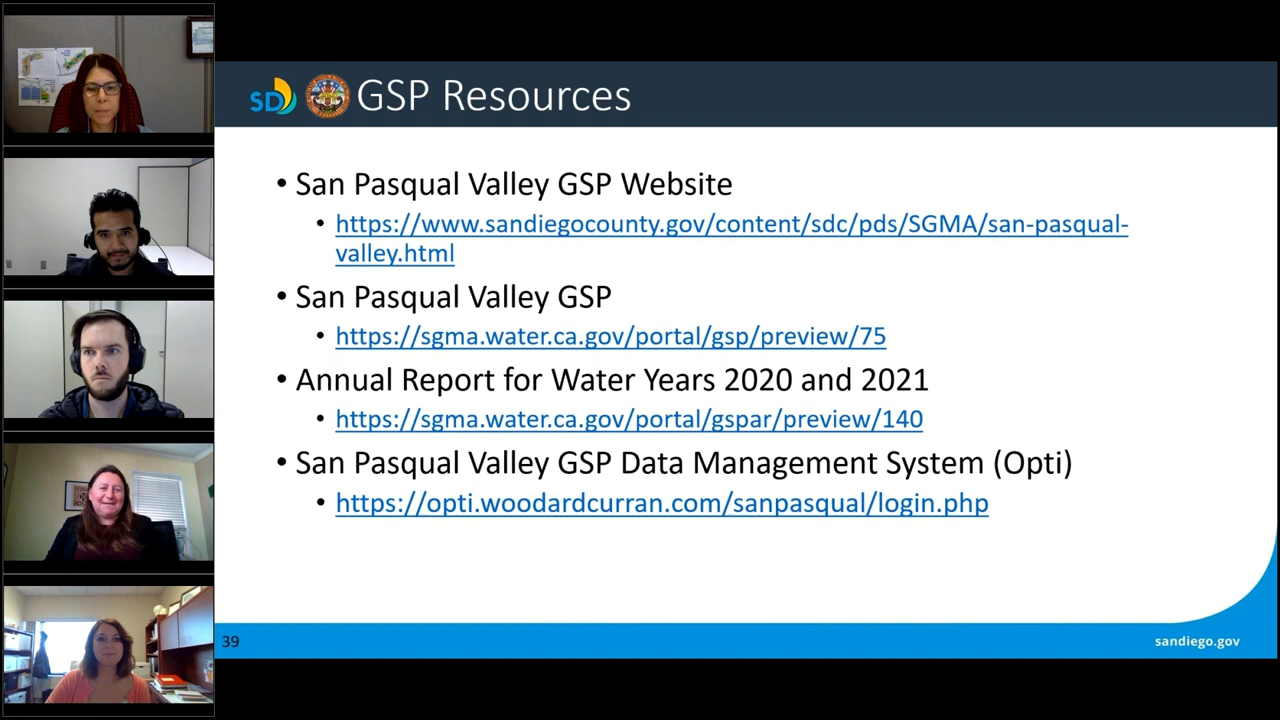 SD GSP Resources
• San Pasqual Valley GSP Website
• https://www.sandiegocounty.gov/content/sdc/pds/SGMA/san-pasqual-
valley.html
• San Pasqual Valley GSP
• https://sgma.water.ca.gov/portal/gsp/preview/75
• Annual Report for Water Years 2020 and 2021
• https://sgma.water.ca.gov/portal/gspar/preview/140
• San Pasqual Valley GSP Data Management System (Opti)
• https://opti.woodardcurran.com/sanpasqual/login.php
39
sandiego.gov